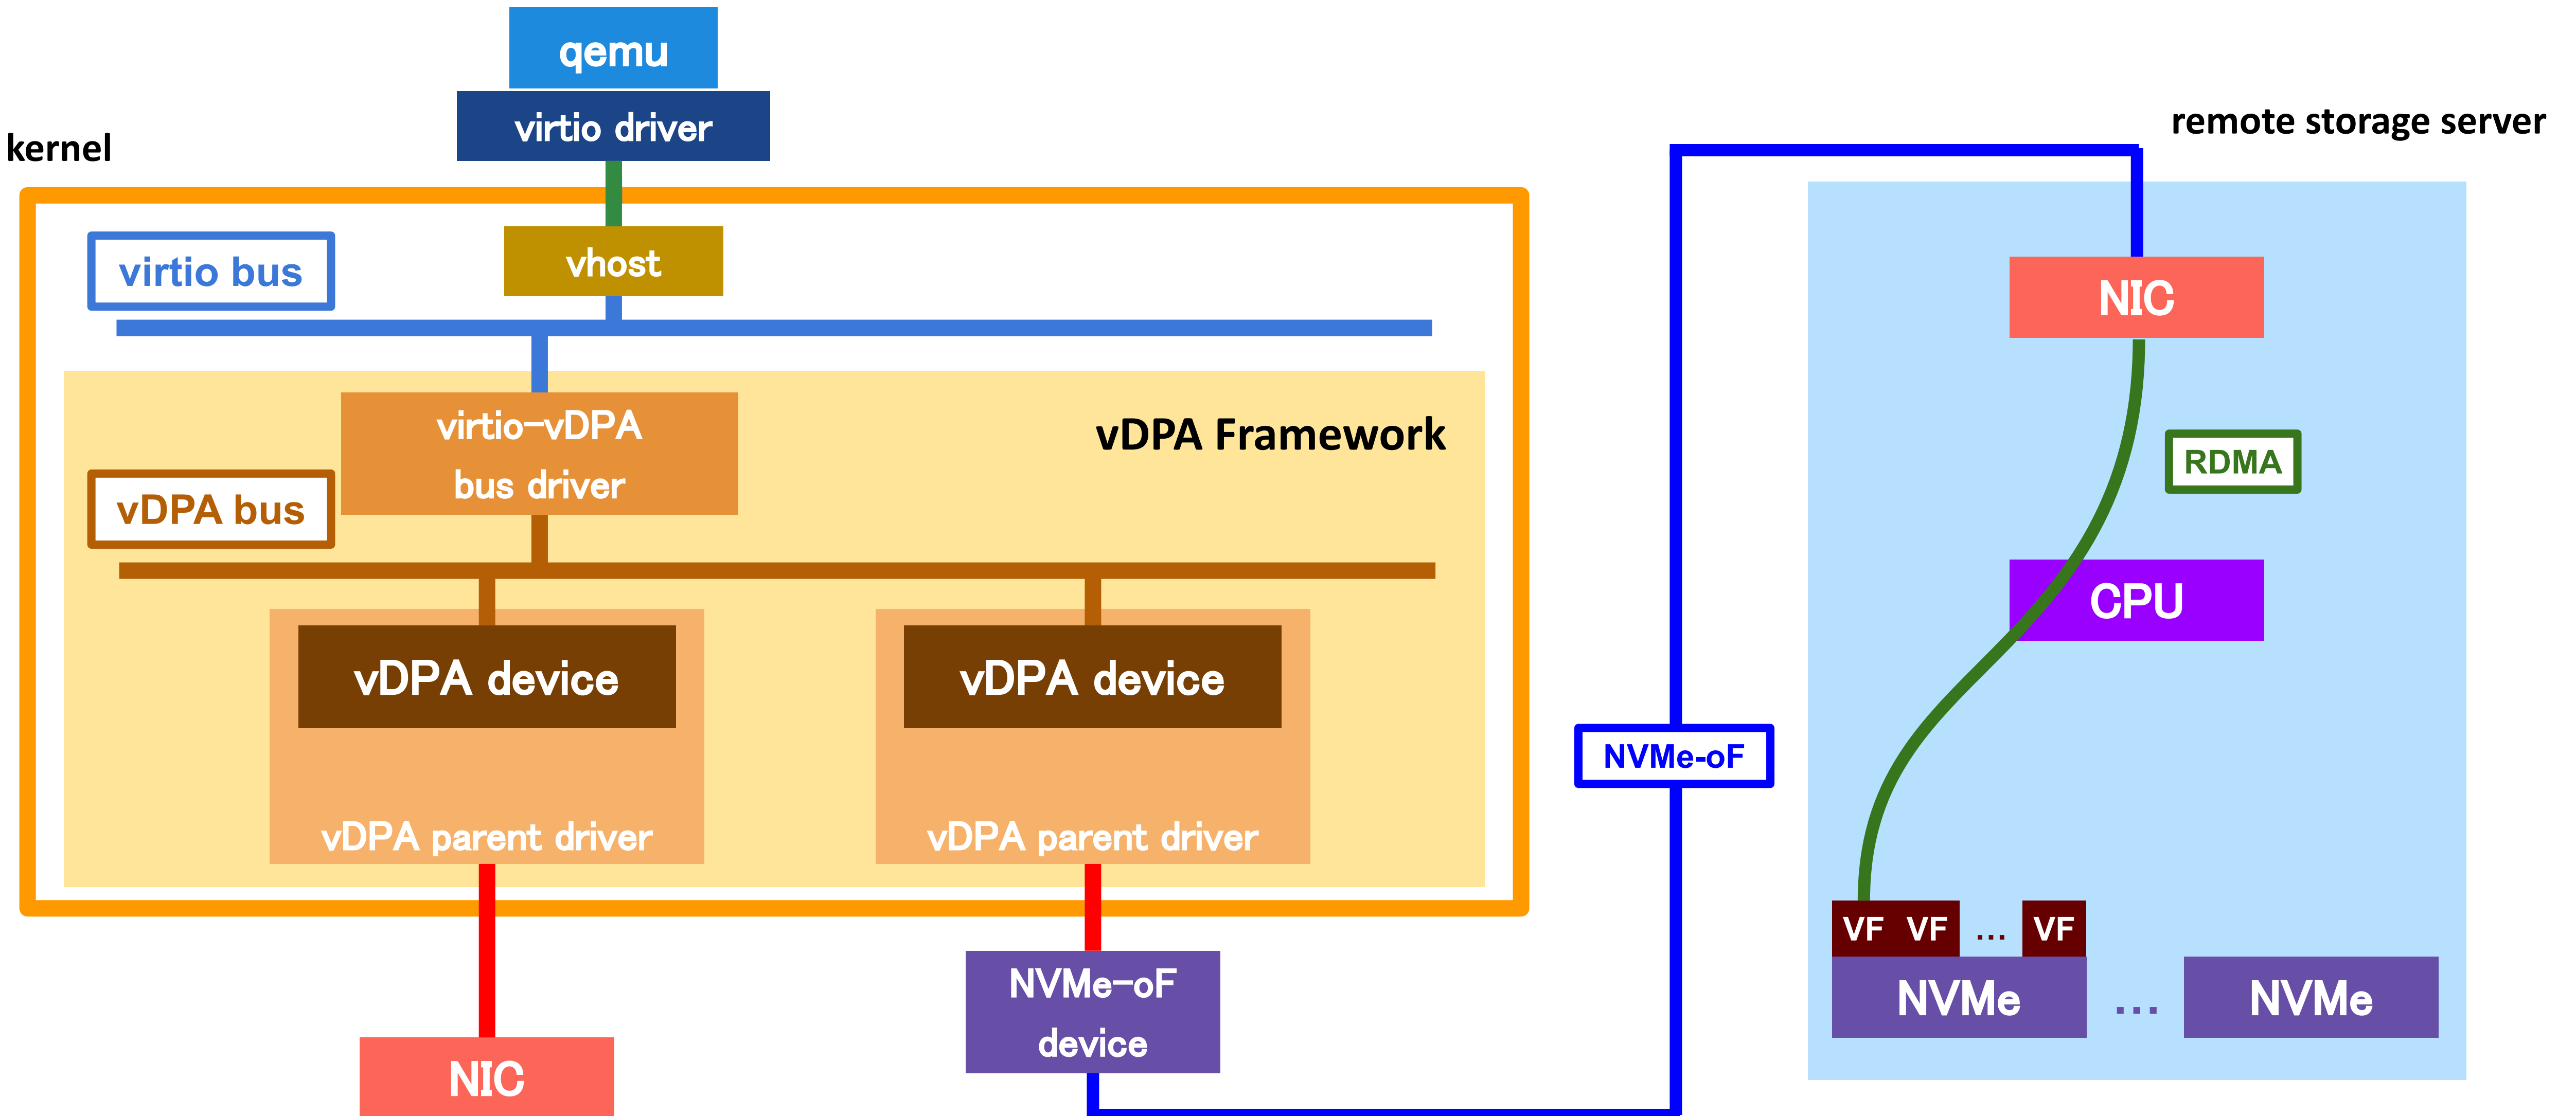 qemu
virtio driver
kernel
remote storage server
vhost
virtio bus
NIC
virtio-vDPA
bus driver
vDPA Framework
RDMA
vDPA bus
CPU
vDPA device
vDPA device
NVMe-oF
vDPA parent driver
vDPA parent driver
VF VF ... VF
NVMe-oF
device
NVMe ... NVMe
NIC